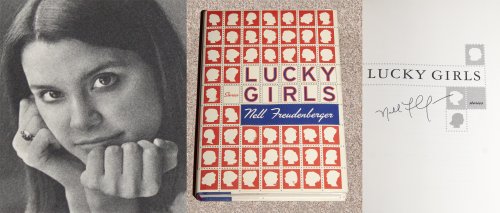 LUCKY
Stories
GIRLS
Nell Freudenberger
LUCKY GIRLS
stories